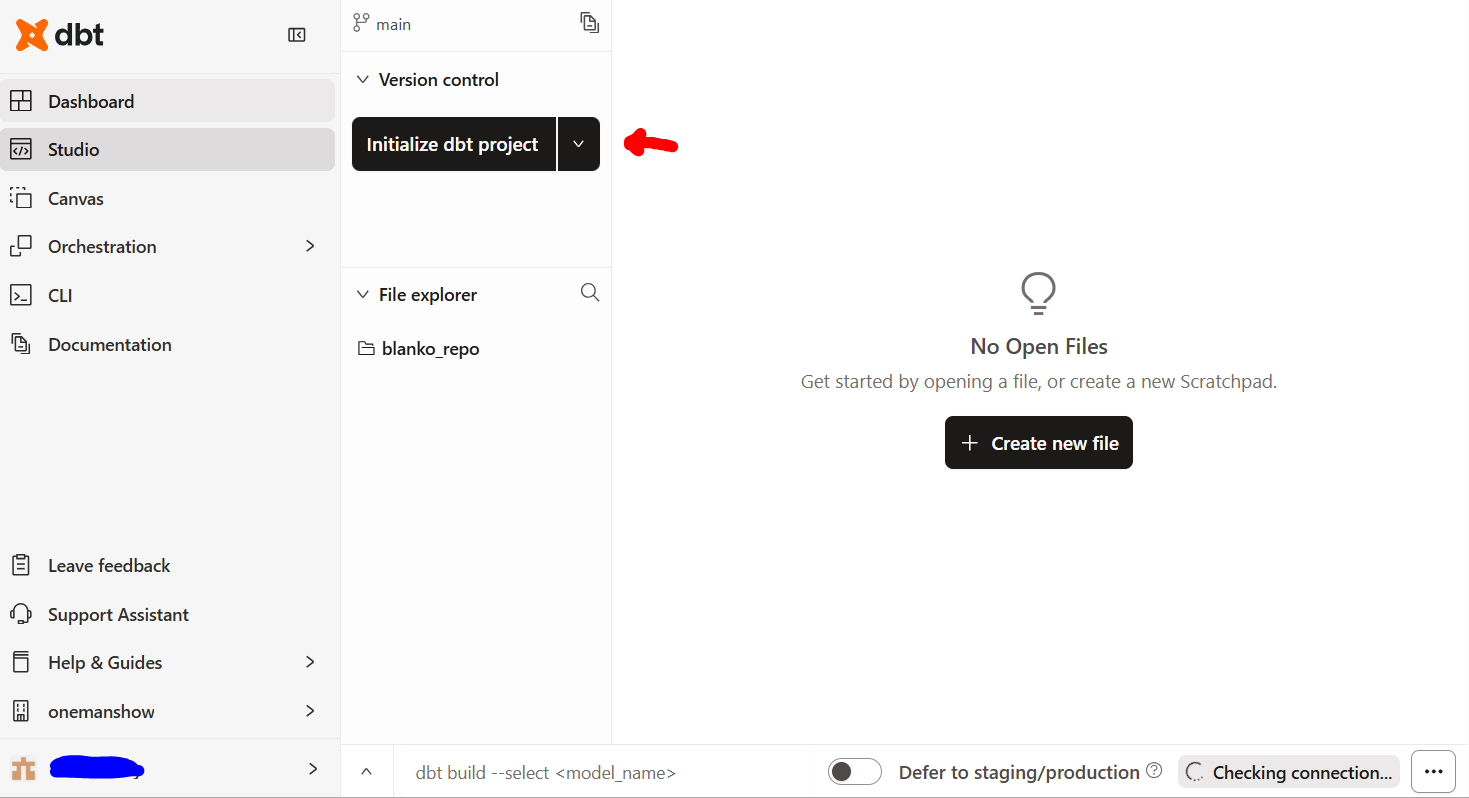 dbt
Dashboard
Studio
Canvas
Orchestration
CLI
Documentation
Leave feedback
Support Assistant
Help & Guides
onemanshow
main
Version control
Initialize dbt project
File explorer
blanko_repo
No Open Files
Get started by opening a file, or create a new Scratchpad.
+ Create new file
dbt build --select <model_name>
Defer to staging/production
Checking connection...